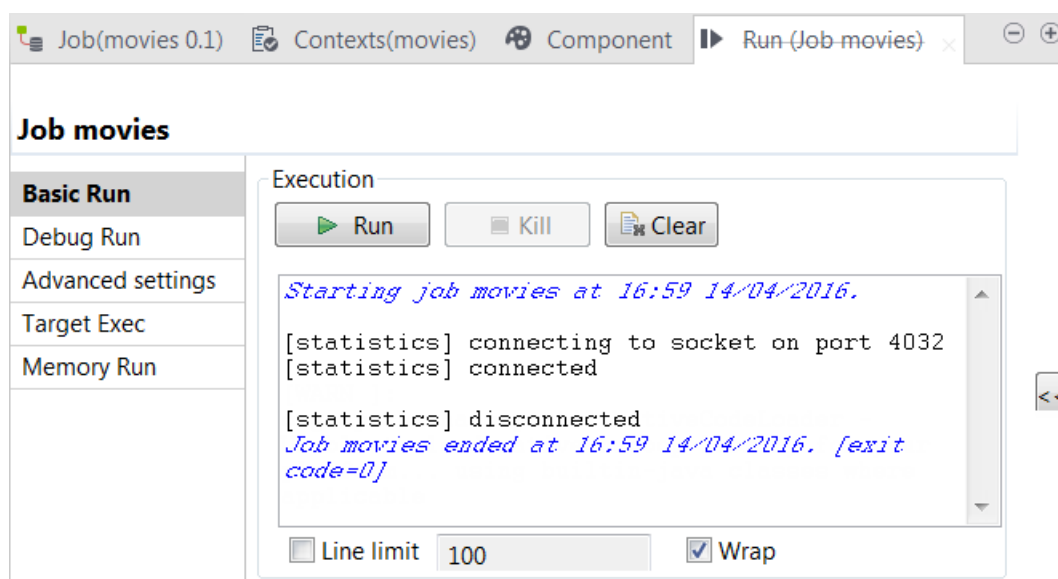 Job(movies 0.1) Contexts(movies) Component Run (Job movies)
Job movies
Basic Run
Debug Run
Advanced settings
Target Exec
Memory Run
Execution
Run Kill Clear
Starting job movies at 16:59 14/04/2016.
[statistics] connecting to socket on port 4032
[statistics] connected
[statistics] disconnected
Job movies ended at 16:59 14/04/2016. [exit
code=0]
Line limit 100 Wrap